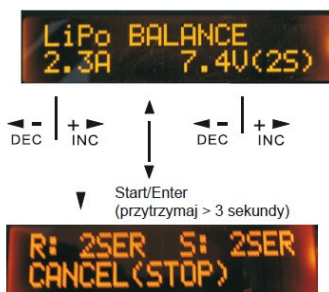 LiPo BALANCE
2.3A 7.4V(2S)
◄ - + ►
DEC INC
◄ - + ►
DEC INC
Start/Enter
(przytrzymaj > 3 sekundy)
R: 2SER S: 2SER
CANCEL(STOP)